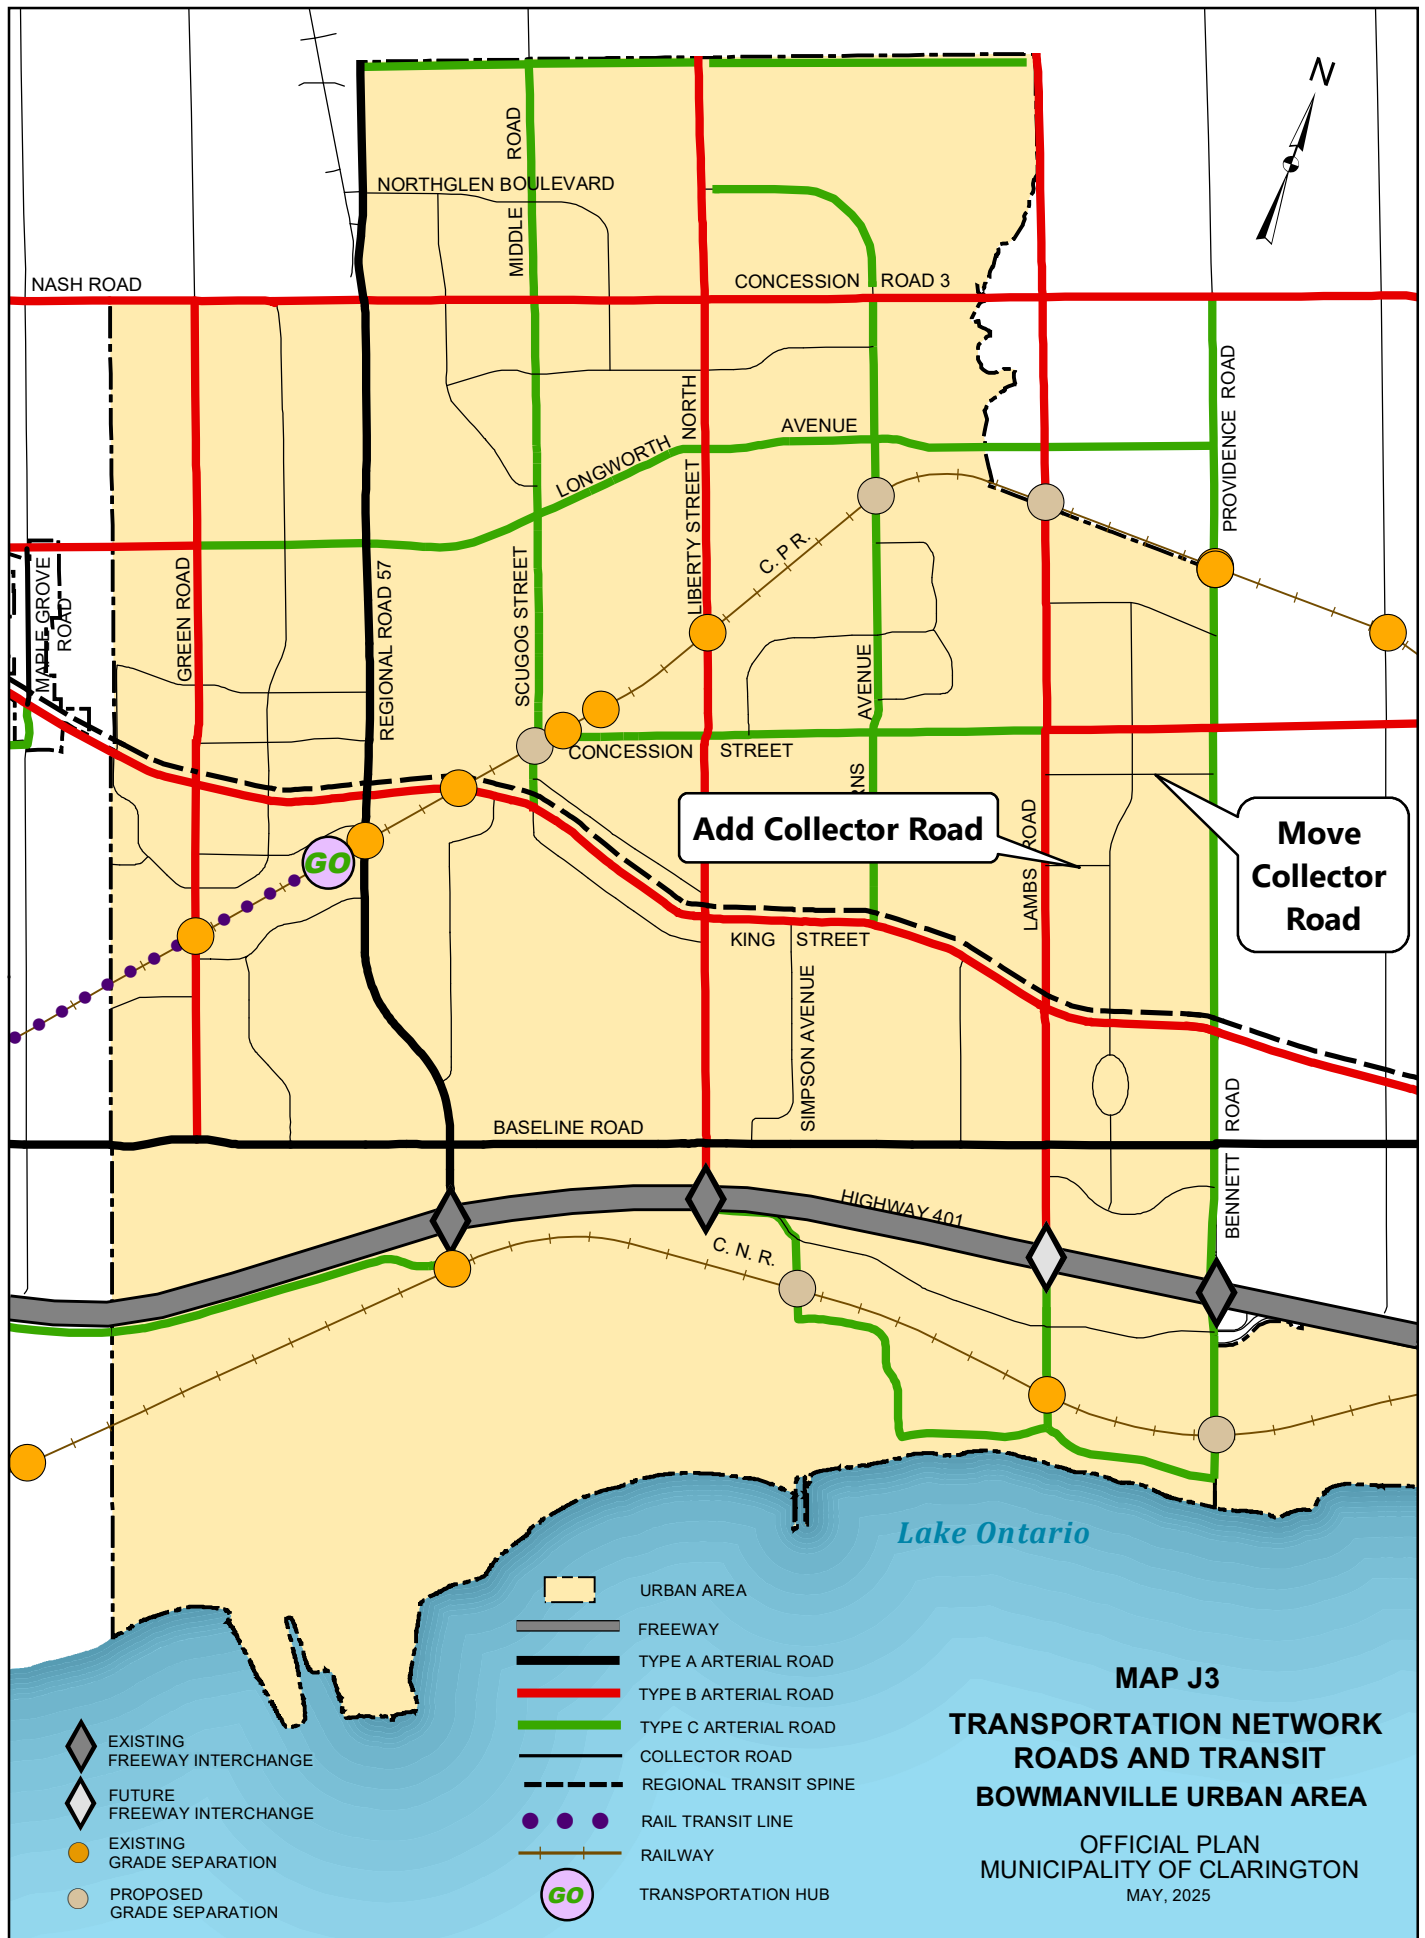 N
MIDDLE ROAD
NORTHGLEN BOULEVARD
NASH ROAD
CONCESSION ROAD 3
PROVIDENCE ROAD
LIBERTY STREET NORTH
LONGWORTH AVENUE
C. P R.
MAPLE GROVE
ROAD
GREEN ROAD
REGIONAL ROAD 57
SCUGOG STREET
AVENUE
RNS
CONCESSION STREET
Add Collector Road
Move
Collector
Road
LAMBS ROAD
GO
KING STREET
SIMPSON AVENUE
BASELINE ROAD
BENNETT ROAD
HIGHWAY 401
C. N. R.
Lake Ontario
URBAN AREA
FREEWAY
TYPE A ARTERIAL ROAD
TYPE B ARTERIAL ROAD
TYPE C ARTERIAL ROAD
COLLECTOR ROAD
REGIONAL TRANSIT SPINE
RAIL TRANSIT LINE
RAILWAY
GO
TRANSPORTATION HUB
EXISTING
FREEWAY INTERCHANGE
FUTURE
FREEWAY INTERCHANGE
EXISTING
GRADE SEPARATION
PROPOSED
GRADE SEPARATION
MAP J3
TRANSPORTATION NETWORK
ROADS AND TRANSIT
BOWMANVILLE URBAN AREA
OFFICIAL PLAN
MUNICIPALITY OF CLARINGTON
MAY, 2025